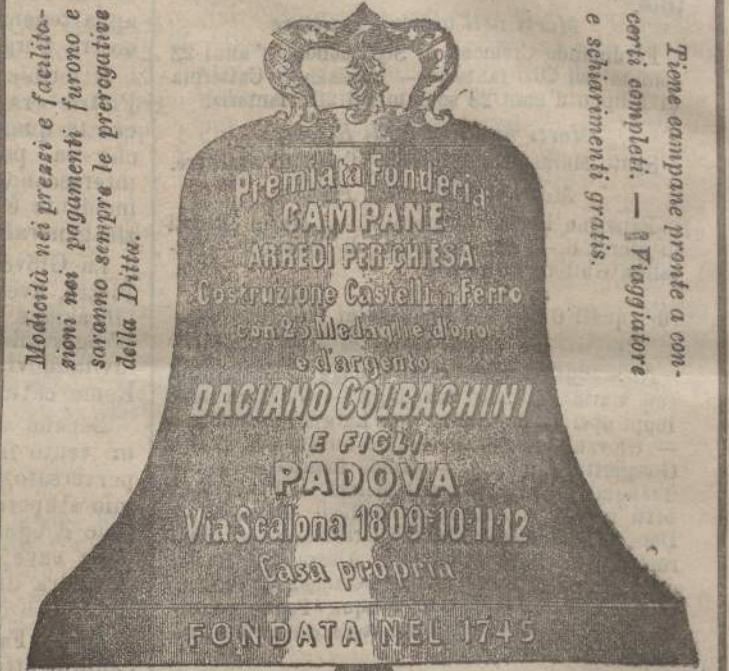 Modicità nei prezzi e facilita-
zioni nei pagamenti furono e
saranno sempre le prerogative
della Ditta.
Premiata Fonderia
CAMPANE
ARREDI PER CHIESA
Costruzione Castelli in Ferro
con 25 Medaglie d'oro
e d'argento
DACIANO COLBACHINI
E FIGLI
PADOVA
Via Scalona 1809-10-11-12
Casa propria
FONDATA NEL 1745
Tiene campane pronte a con-
certi completi. — Viaggiatore
e schiarimenti gratis.